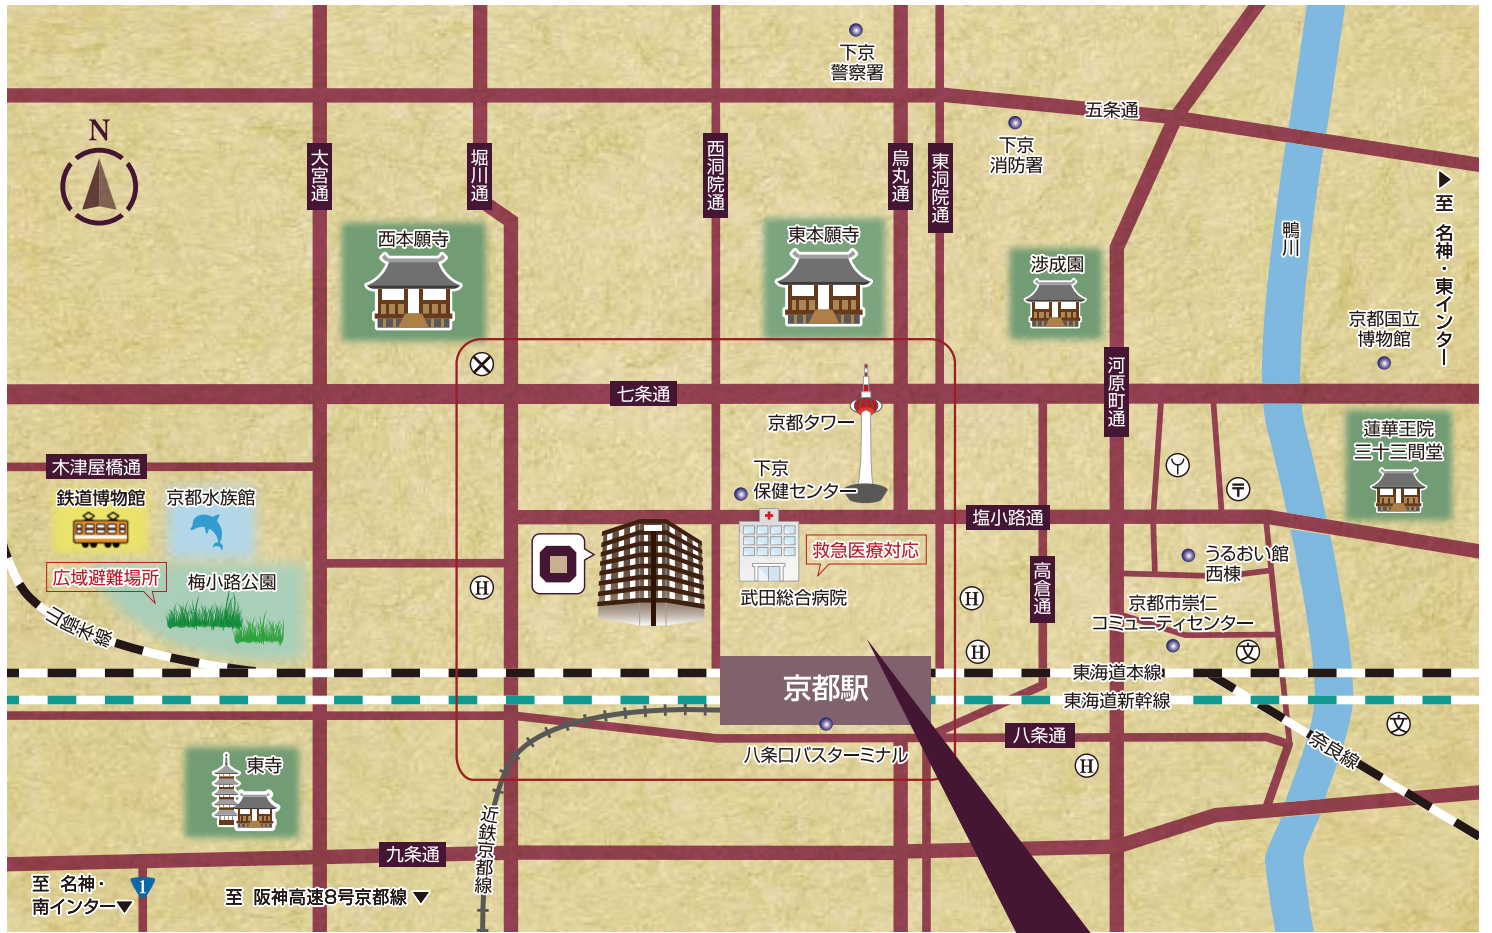 下京
警察署
五条通
下京
消防署
N
大宮通
堀川通
西洞院通
烏丸通
東洞院通
▶至 名神・東インター
鴨川
西本願寺
東本願寺
渉成園
京都国立
博物館
河原町通
七条通
京都タワー
蓮華王院
三十三間堂
木津屋橋通
鉄道博物館
京都水族館
下京
保健センター
〒
塩小路通
救急医療対応
うるおい館
西棟
広域避難場所
梅小路公園
H
武田総合病院
高倉通
H
京都市崇仁
コミュニティセンター
山陰本線
H
文
東海道本線
京都駅
東海道新幹線
八条通
文
八条口バスターミナル
奈良線
H
東寺
近鉄京都線
九条通
至 名神・
南インター▼
1
至 阪神高速8号京都線▼